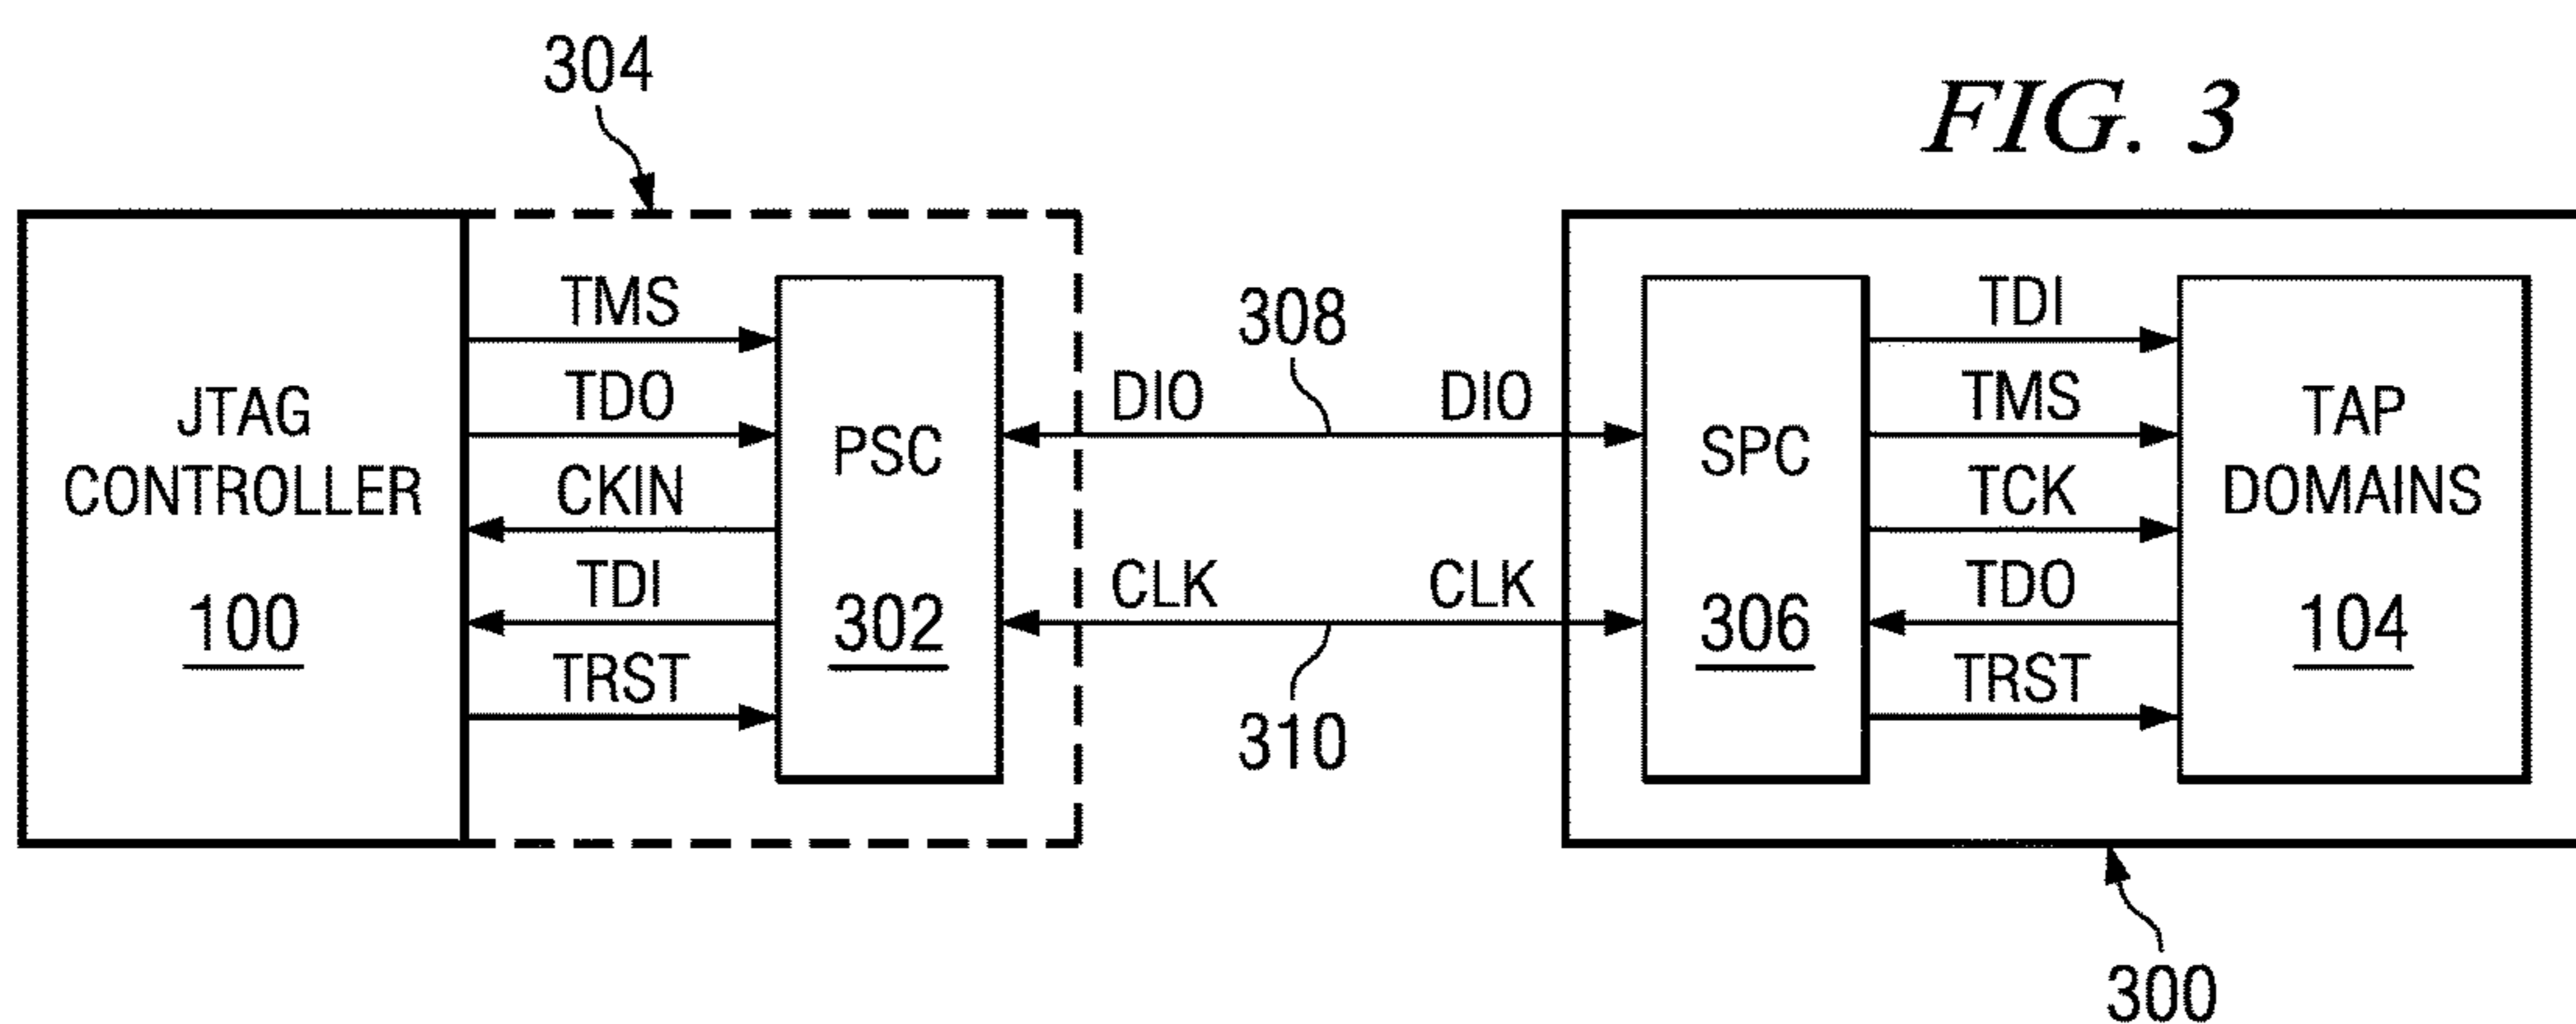 304
FIG. 3
JTAG
CONTROLLER
100
TMS
TDO
CKIN
TDI
TRST
PSC
302
308
DIO
DIO
CLK
CLK
310
SPC
306
TDI
TMS
TCK
TDO
TRST
TAP
DOMAINS
104
300